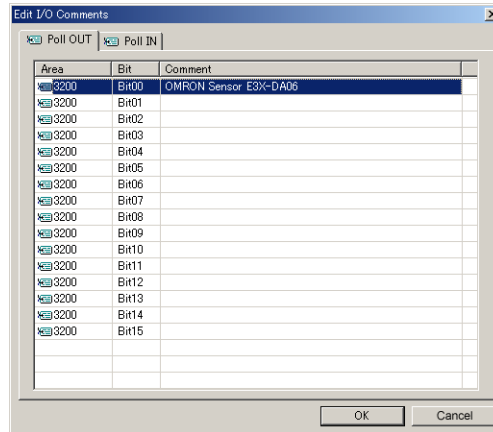 Edit I/O Comments
Poll OUT Poll IN
Area Bit Comment
3200 Bit00 OMRON Sensor E3X-DA06
3200 Bit01
3200 Bit02
3200 Bit03
3200 Bit04
3200 Bit05
3200 Bit06
3200 Bit07
3200 Bit08
3200 Bit09
3200 Bit10
3200 Bit11
3200 Bit12
3200 Bit13
3200 Bit14
3200 Bit15
OK Cancel